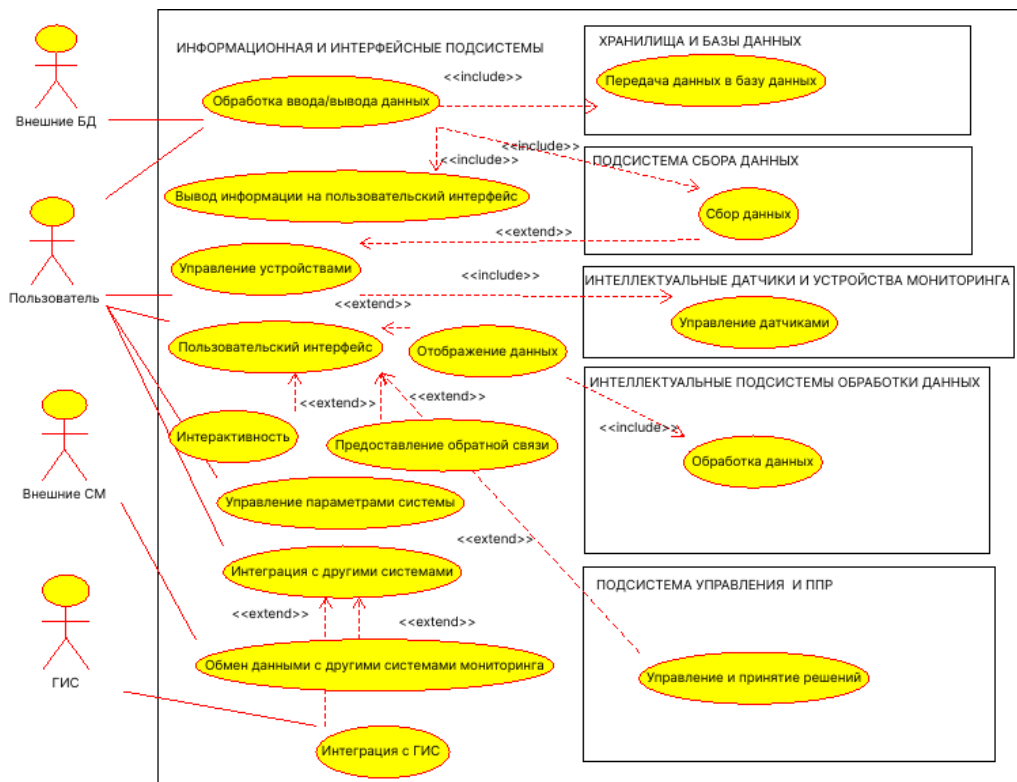 ИНФОРМАЦИОННАЯ И ИНТЕРФЕЙСНЫЕ ПОДСИСТЕМЫ
ХРАНИЛИЩА И БАЗЫ ДАННЫХ
<<include>>
Передача данных в базу данных
Обработка ввода/вывода данных
Внешние БД
<<include>>
<<include>>
ПОДСИСТЕМА СБОРА ДАННЫХ
Вывод информации на пользовательский интерфейс
Сбор данных
<<extend>>
Управление устройствами
<<include>>
ИНТЕЛЛЕКТУАЛЬНЫЕ ДАТЧИКИ И УСТРОЙСТВА МОНИТОРИНГА
Пользователь
<<extend>>
Управление датчиками
Пользовательский интерфейс
Отображение данных
ИНТЕЛЛЕКТУАЛЬНЫЕ ПОДСИСТЕМЫ ОБРАБОТКИ ДАННЫХ
<<extend>>
<<extend>>
<<include>>
Интерактивность
Предоставление обратной связи
Обработка данных
Внешние СМ
Управление параметрами системы
<<extend>>
Интеграция с другими системами
ПОДСИСТЕМА УПРАВЛЕНИЯ И ППР
<<extend>>
<<extend>>
Обмен данными с другими системами мониторинга
Управление и принятие решений
ГИС
Интеграция с ГИС